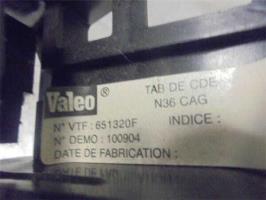 Valeo ®
TAB DE CDE
N36 CAG
N° VTF : 651320F
INDICE :
N° DEMO : 100904
DATE DE FABRICATION :